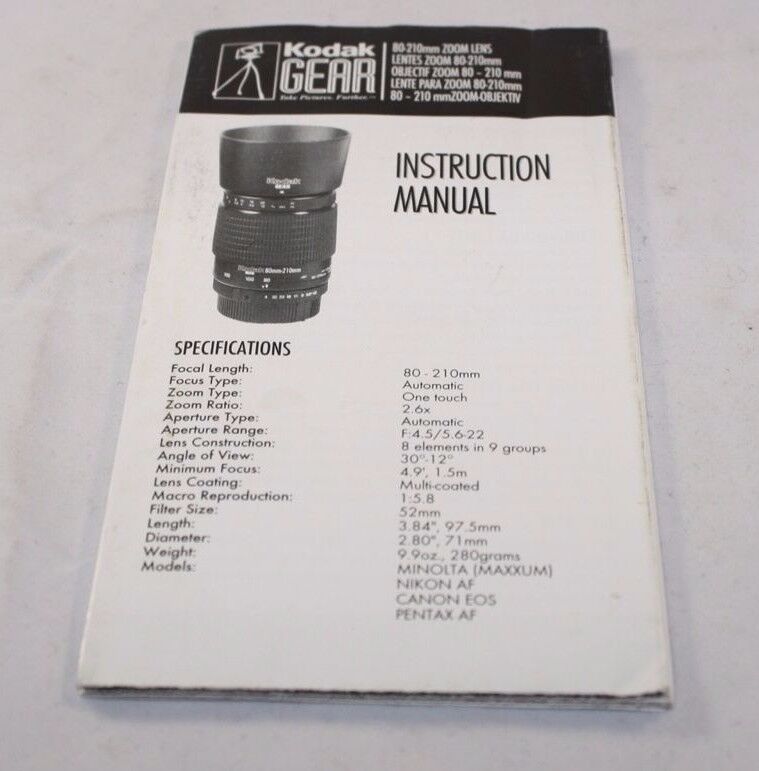 Kodak
GEAR
Take Pictures. Further.™
80-210mm ZOOM LENS
LENTES ZOOM 80-210mm
OBJECTIF ZOOM 80 - 210 mm
LENTE PARA ZOOM 80-210mm
80 - 210 mmZOOM-OBJEKTIV
INSTRUCTION
MANUAL
Kodak
GEAR
Kodak 80mm-210mm
SPECIFICATIONS
Focal Length: 80 - 210mm
Focus Type: Automatic
Zoom Type: One touch
Zoom Ratio: 2.6x
Aperture Type: Automatic
Aperture Range: F:4.5/5.6-22
Lens Construction: 8 elements in 9 groups
Angle of View: 30°-12°
Minimum Focus: 4.9', 1.5m
Lens Coating: Multi-coated
Macro Reproduction: 1:5.8
Filter Size: 52mm
Length: 3.84", 97.5mm
Diameter: 2.80", 71mm
Weight: 9.9oz., 280grams
Models: MINOLTA (MAXXUM)
NIKON AF
CANON EOS
PENTAX AF